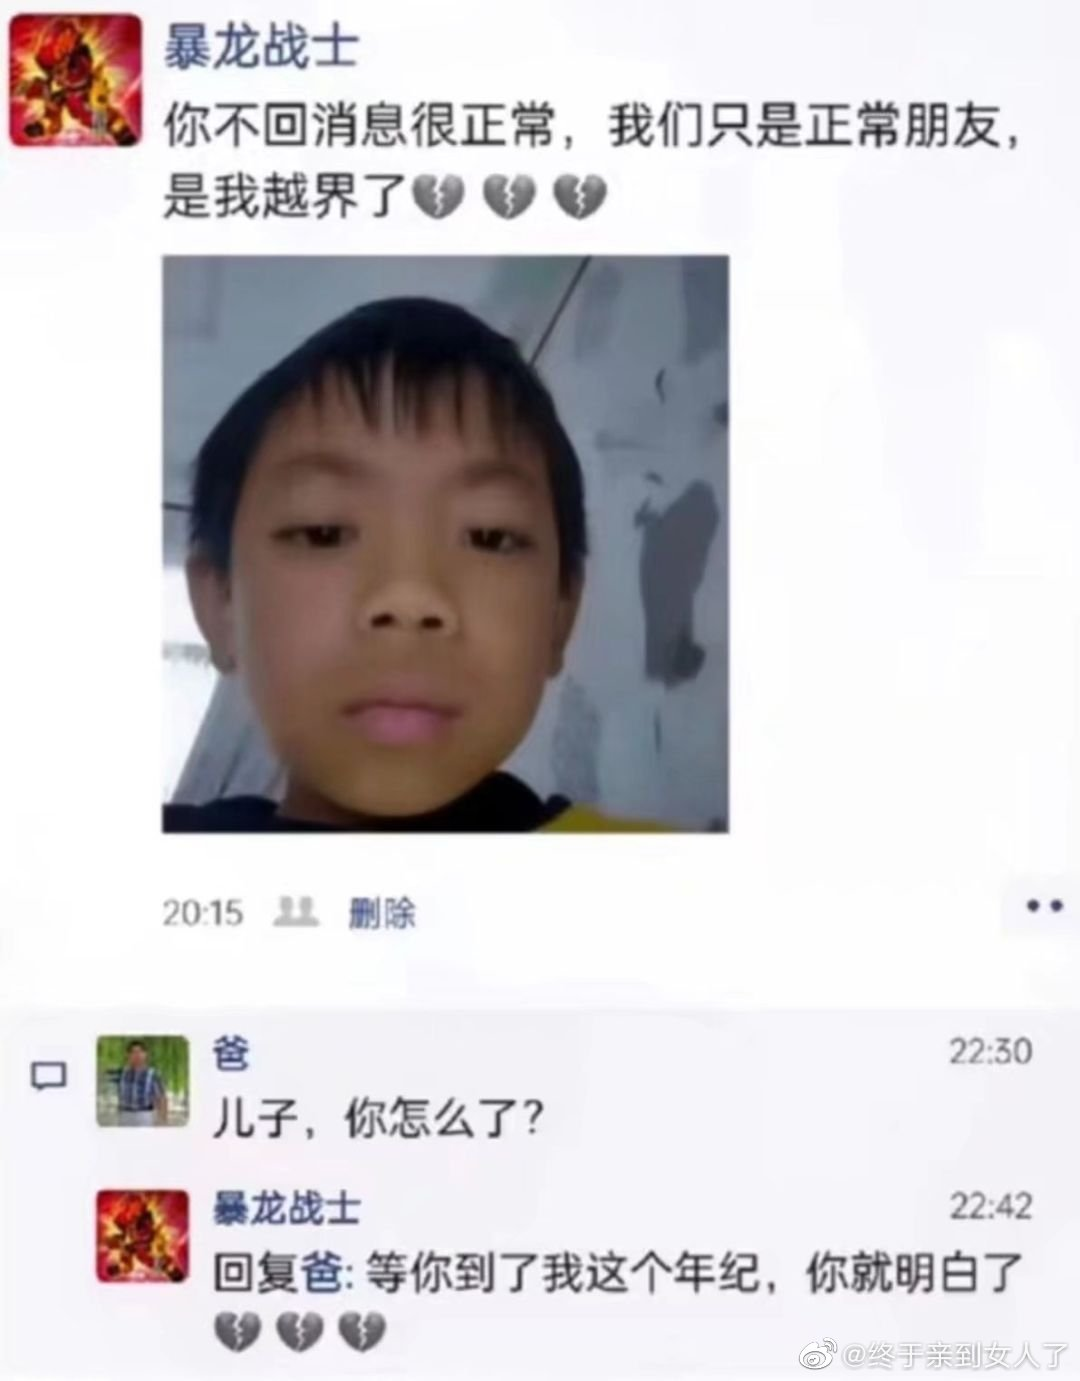 暴龙战士
你不回消息很正常，我们只是正常朋友，
是我越界了💔💔💔
20:15 删除
爸 22:30
儿子，你怎么了？
暴龙战士 22:42
回复爸: 等你到了我这个年纪，你就明白了
💔💔💔
@终于亲到女人了